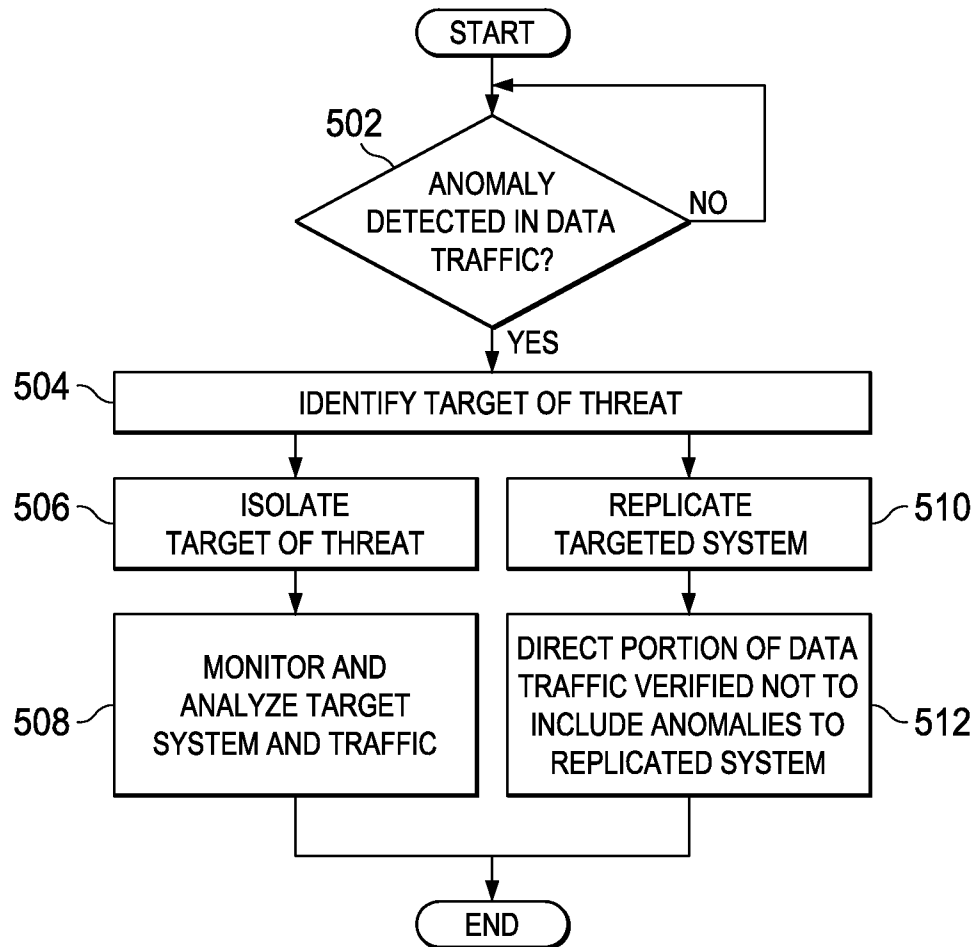 START
502
ANOMALY
DETECTED IN DATA
TRAFFIC?
NO
YES
504
IDENTIFY TARGET OF THREAT
506
ISOLATE
TARGET OF THREAT
REPLICATE
TARGETED SYSTEM
510
508
MONITOR AND
ANALYZE TARGET
SYSTEM AND TRAFFIC
DIRECT PORTION OF DATA
TRAFFIC VERIFIED NOT TO
INCLUDE ANOMALIES TO
REPLICATED SYSTEM
512
END